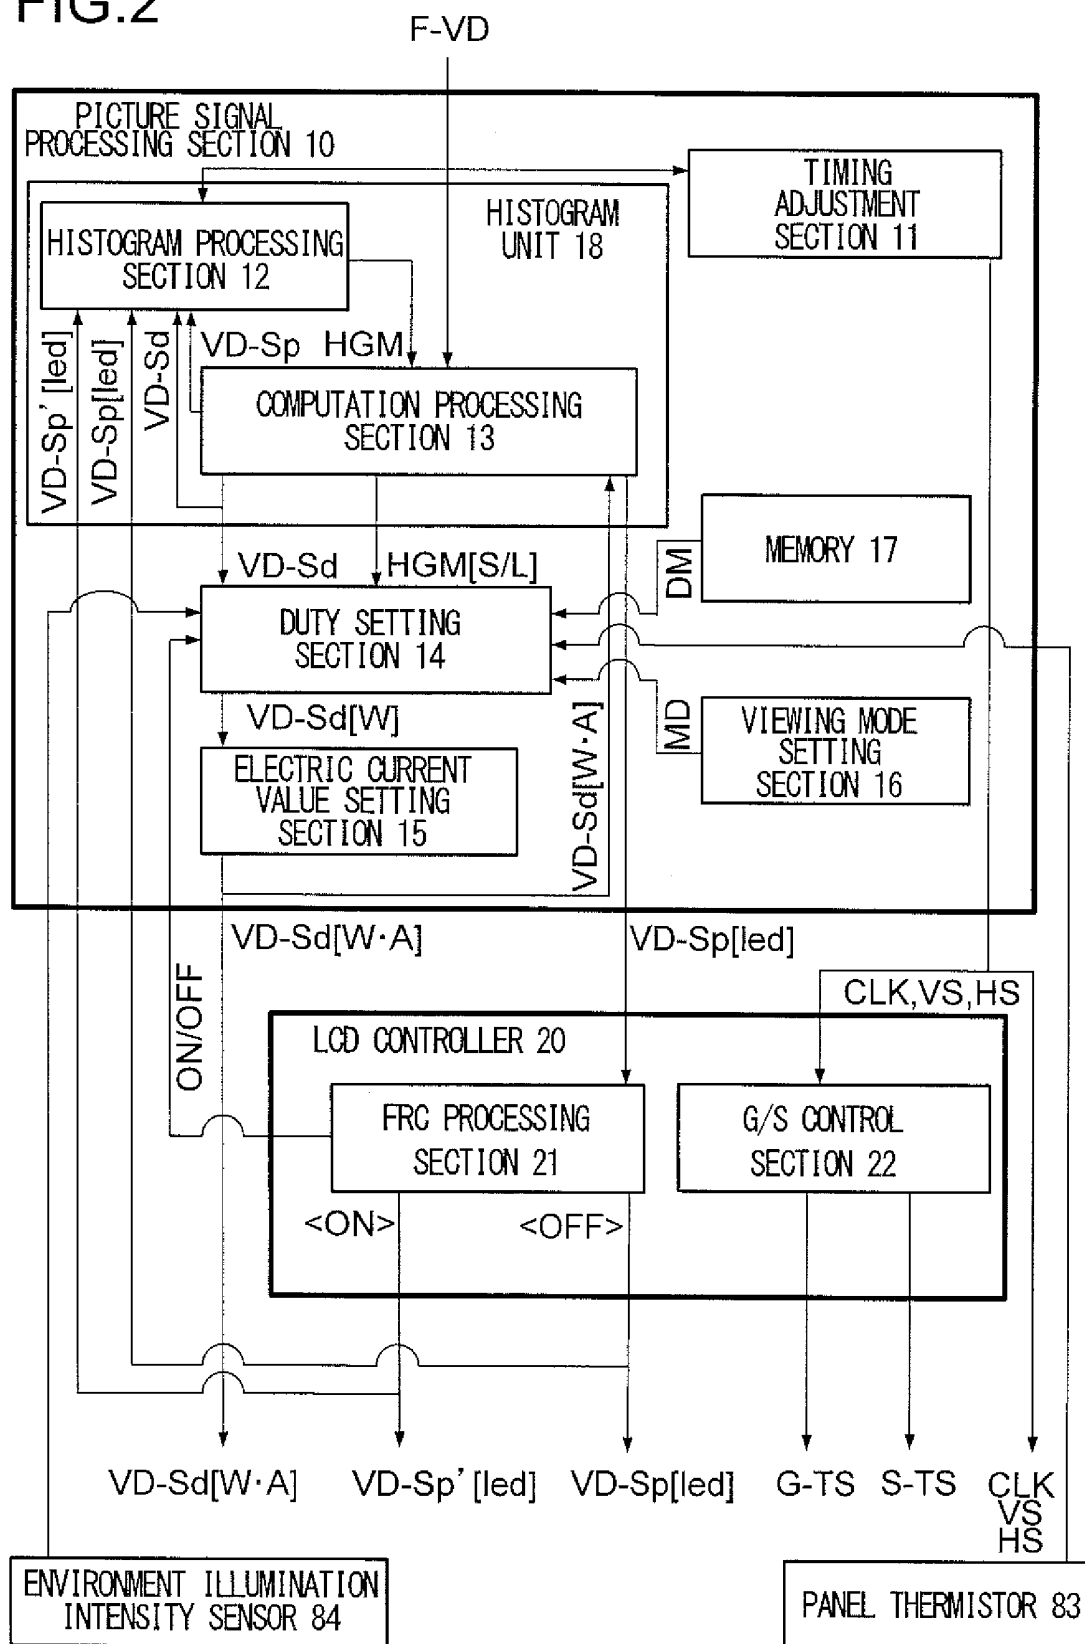 FIG.2
F-VD
PICTURE SIGNAL
PROCESSING SECTION 10
TIMING
ADJUSTMENT
SECTION 11
HISTOGRAM
UNIT 18
HISTOGRAM PROCESSING
SECTION 12
VD-Sp' [led]
VD-Sp[led]
VD-Sd
VD-Sp
HGM
COMPUTATION PROCESSING
SECTION 13
MEMORY 17
DM
VD-Sd
HGM[S/L]
DUTY SETTING
SECTION 14
VD-Sd[W]
MD
VIEWING MODE
SETTING
SECTION 16
ELECTRIC CURRENT
VALUE SETTING
SECTION 15
VD-Sd[W·A]
VD-Sd[W·A]
VD-Sp[led]
ON/OFF
CLK,VS,HS
LCD CONTROLLER 20
FRC PROCESSING
SECTION 21
G/S CONTROL
SECTION 22
<ON>
<OFF>
VD-Sd[W·A]
VD-Sp' [led]
VD-Sp[led]
G-TS
S-TS
CLK
VS
HS
ENVIRONMENT ILLUMINATION
INTENSITY SENSOR 84
PANEL THERMISTOR 83